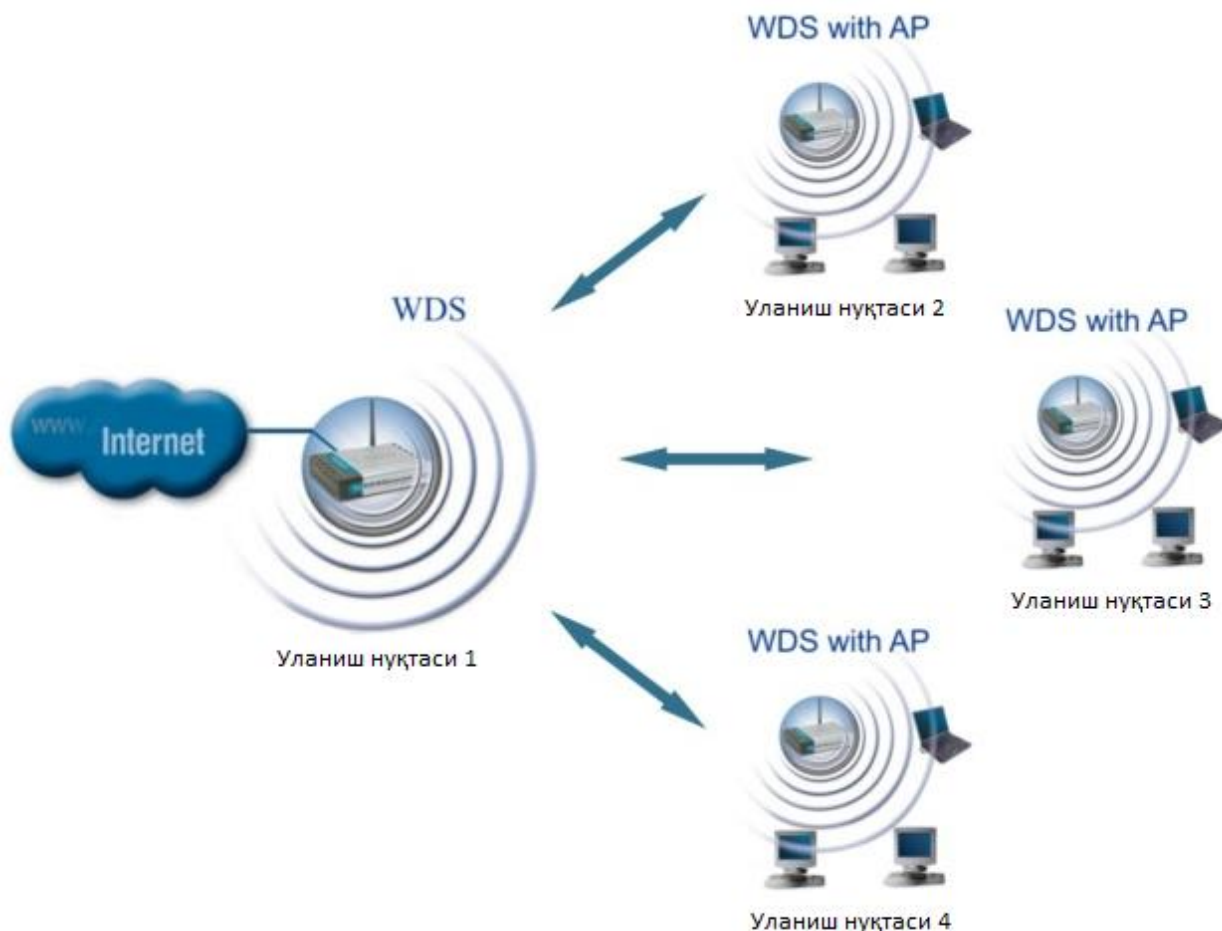 WDS with AP
Уланиш нуқтаси 2
WDS
WDS with AP
www.
Internet
Уланиш нуқтаси 3
Уланиш нуқтаси 1
WDS with AP
Уланиш нуқтаси 4